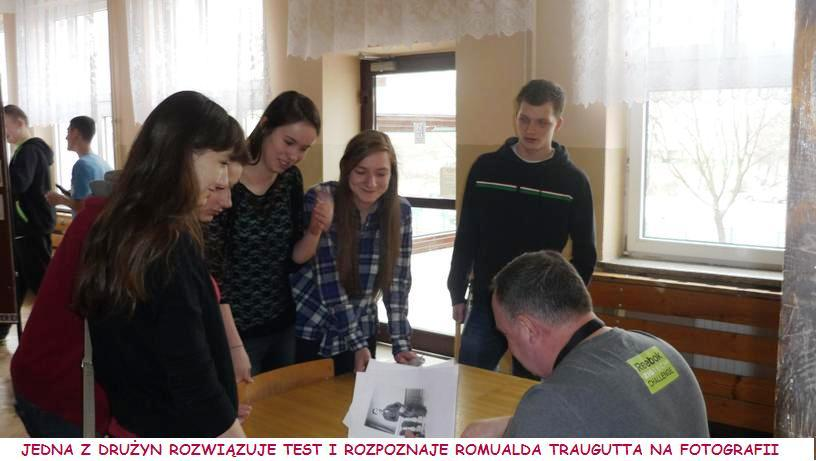 Reebok
CHALLENGE
JEDNA Z DRUŻYN ROZWIĄZUJE TEST I ROZPOZNAJE ROMUALDA TRAUGUTTA NA FOTOGRAFII